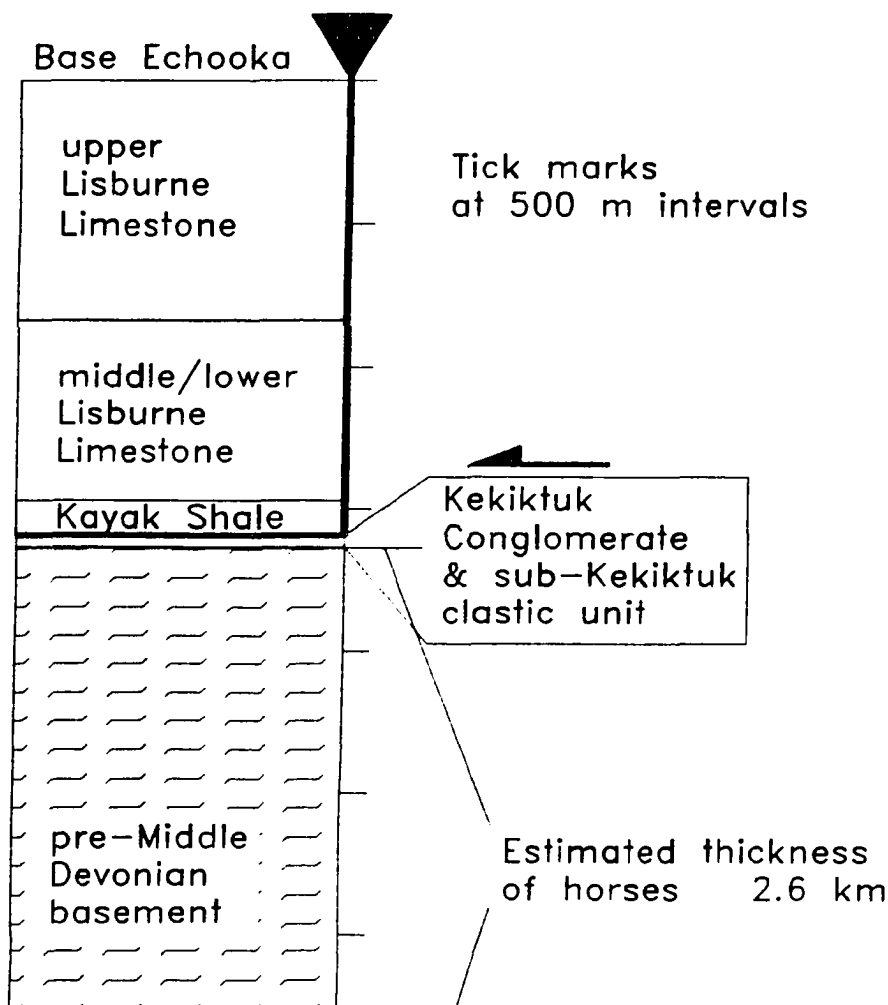 Base Echooka
upper
Lisburne
Limestone
Tick marks
at 500 m intervals
middle/lower
Lisburne
Limestone
Kayak Shale
Kekiktuk
Conglomerate
& sub-Kekiktuk
clastic unit
pre-Middle
Devonian
basement
Estimated thickness
of horses 2.6 km